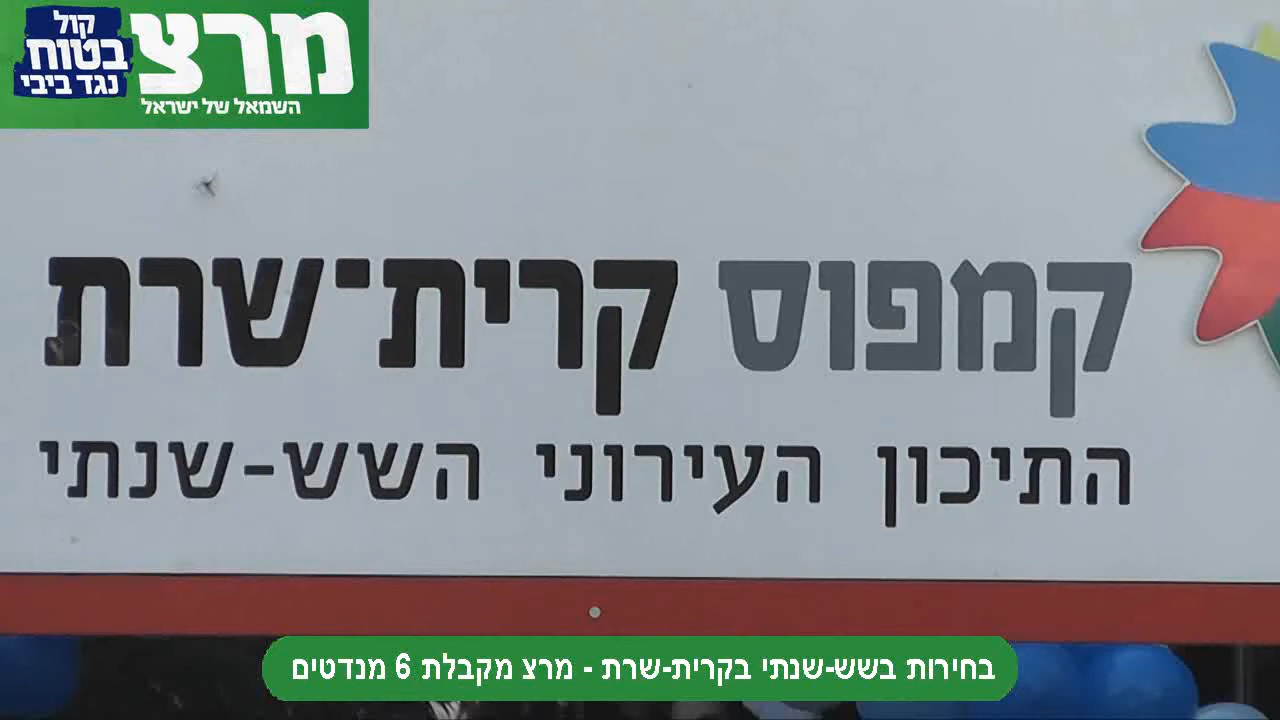 מרצ
השמאל של ישראל
קול
בטוח
נגד ביבי
קמפוס קרית-שרת
התיכון העירוני השש-שנתי
בחירות בשש-שנתי בקרית-שרת - מרצ מקבלת 6 מנדטים